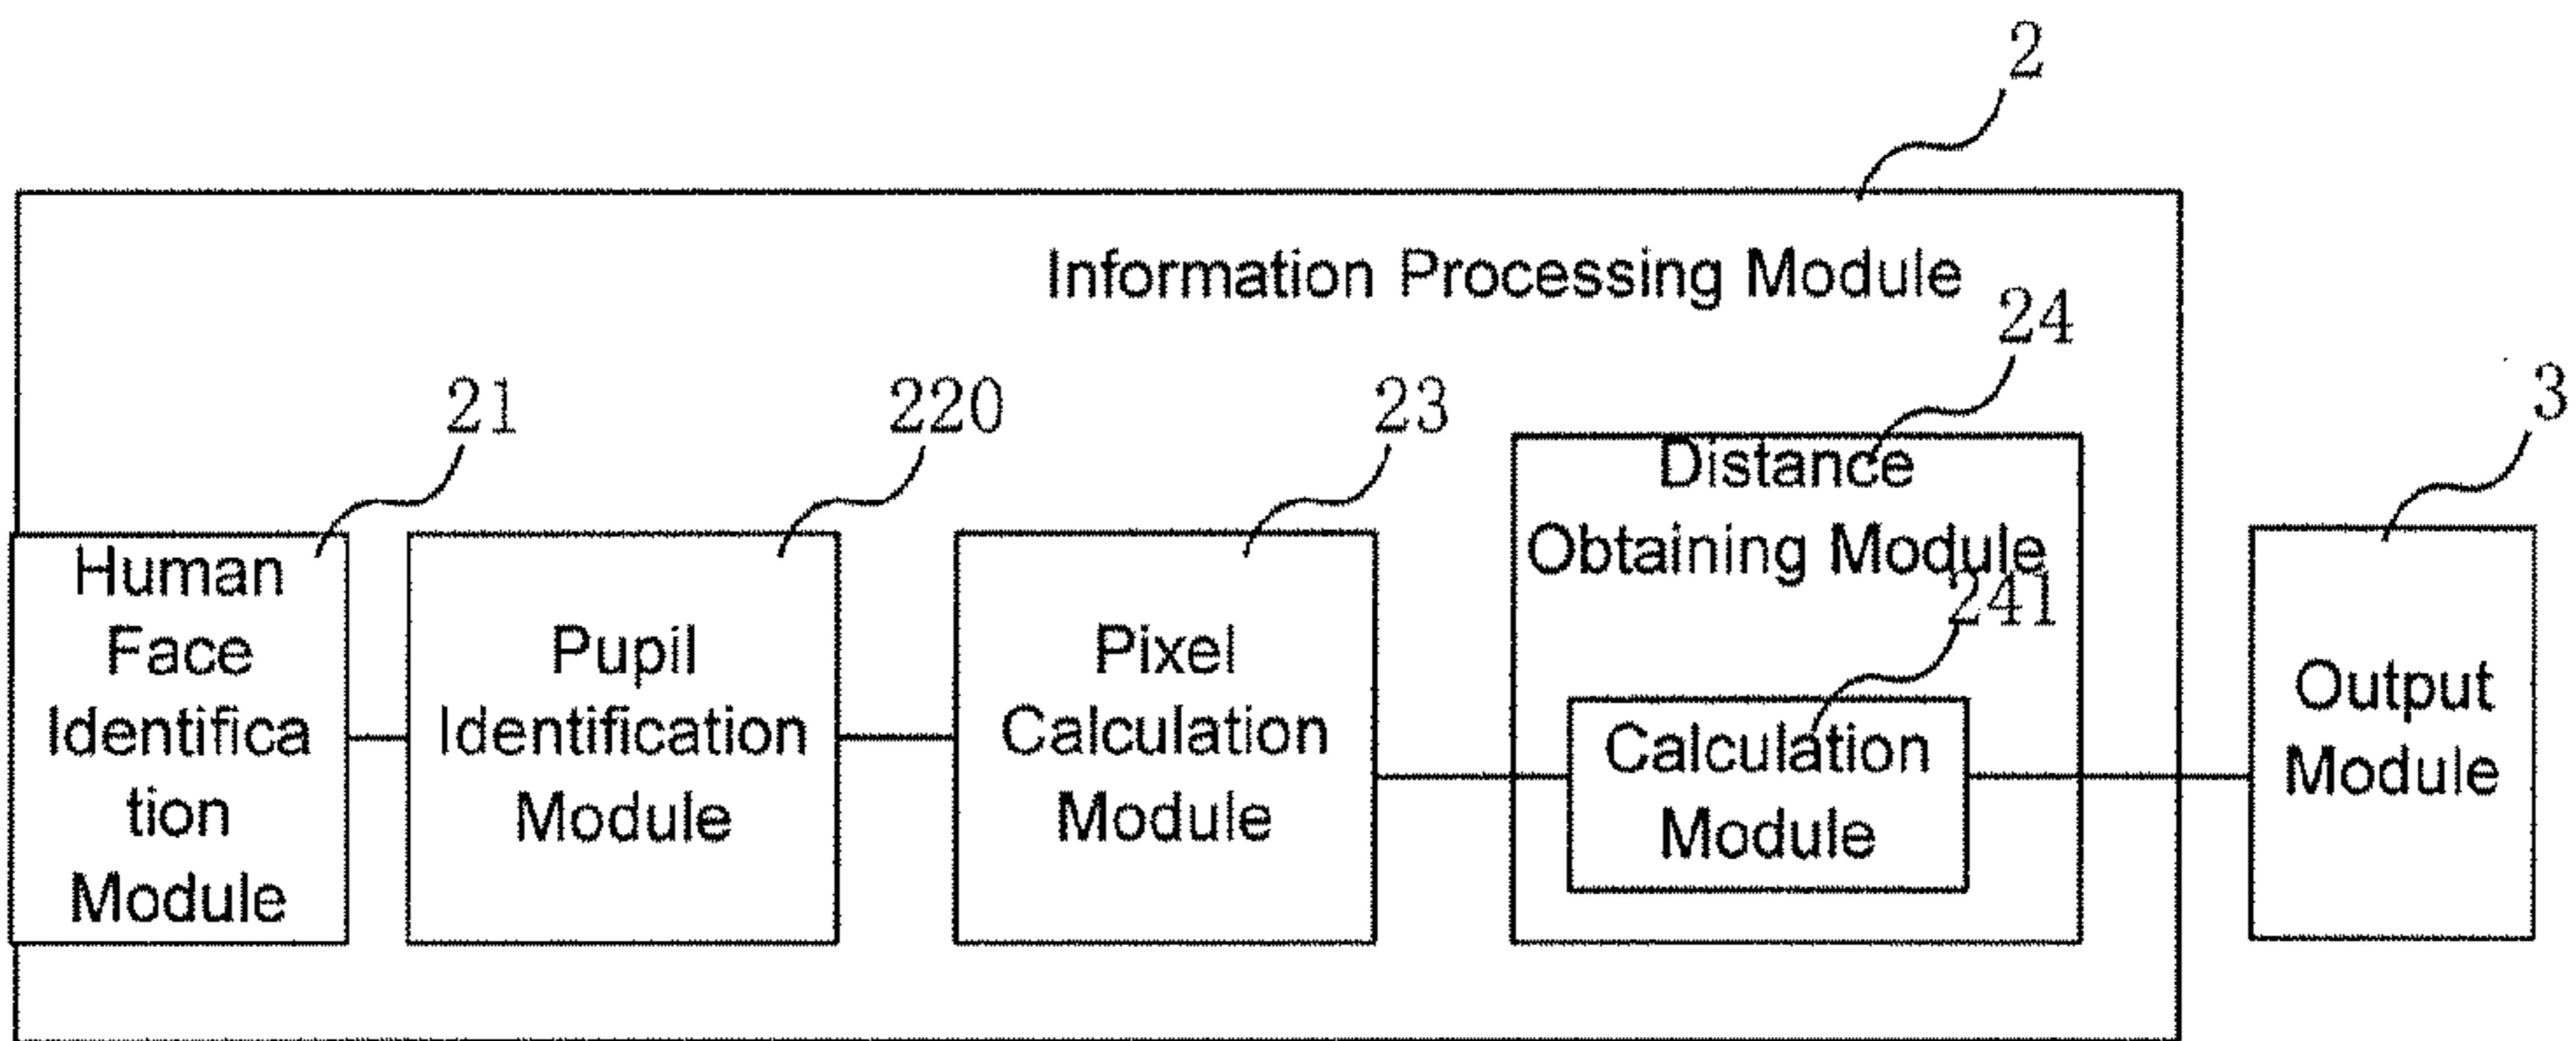 2
Information Processing Module
24
21
220
23
3
Distance
Obtaining Module
241
Human
Face
Identifica
tion
Module
Pupil
Identification
Module
Pixel
Calculation
Module
Calculation
Module
Output
Module